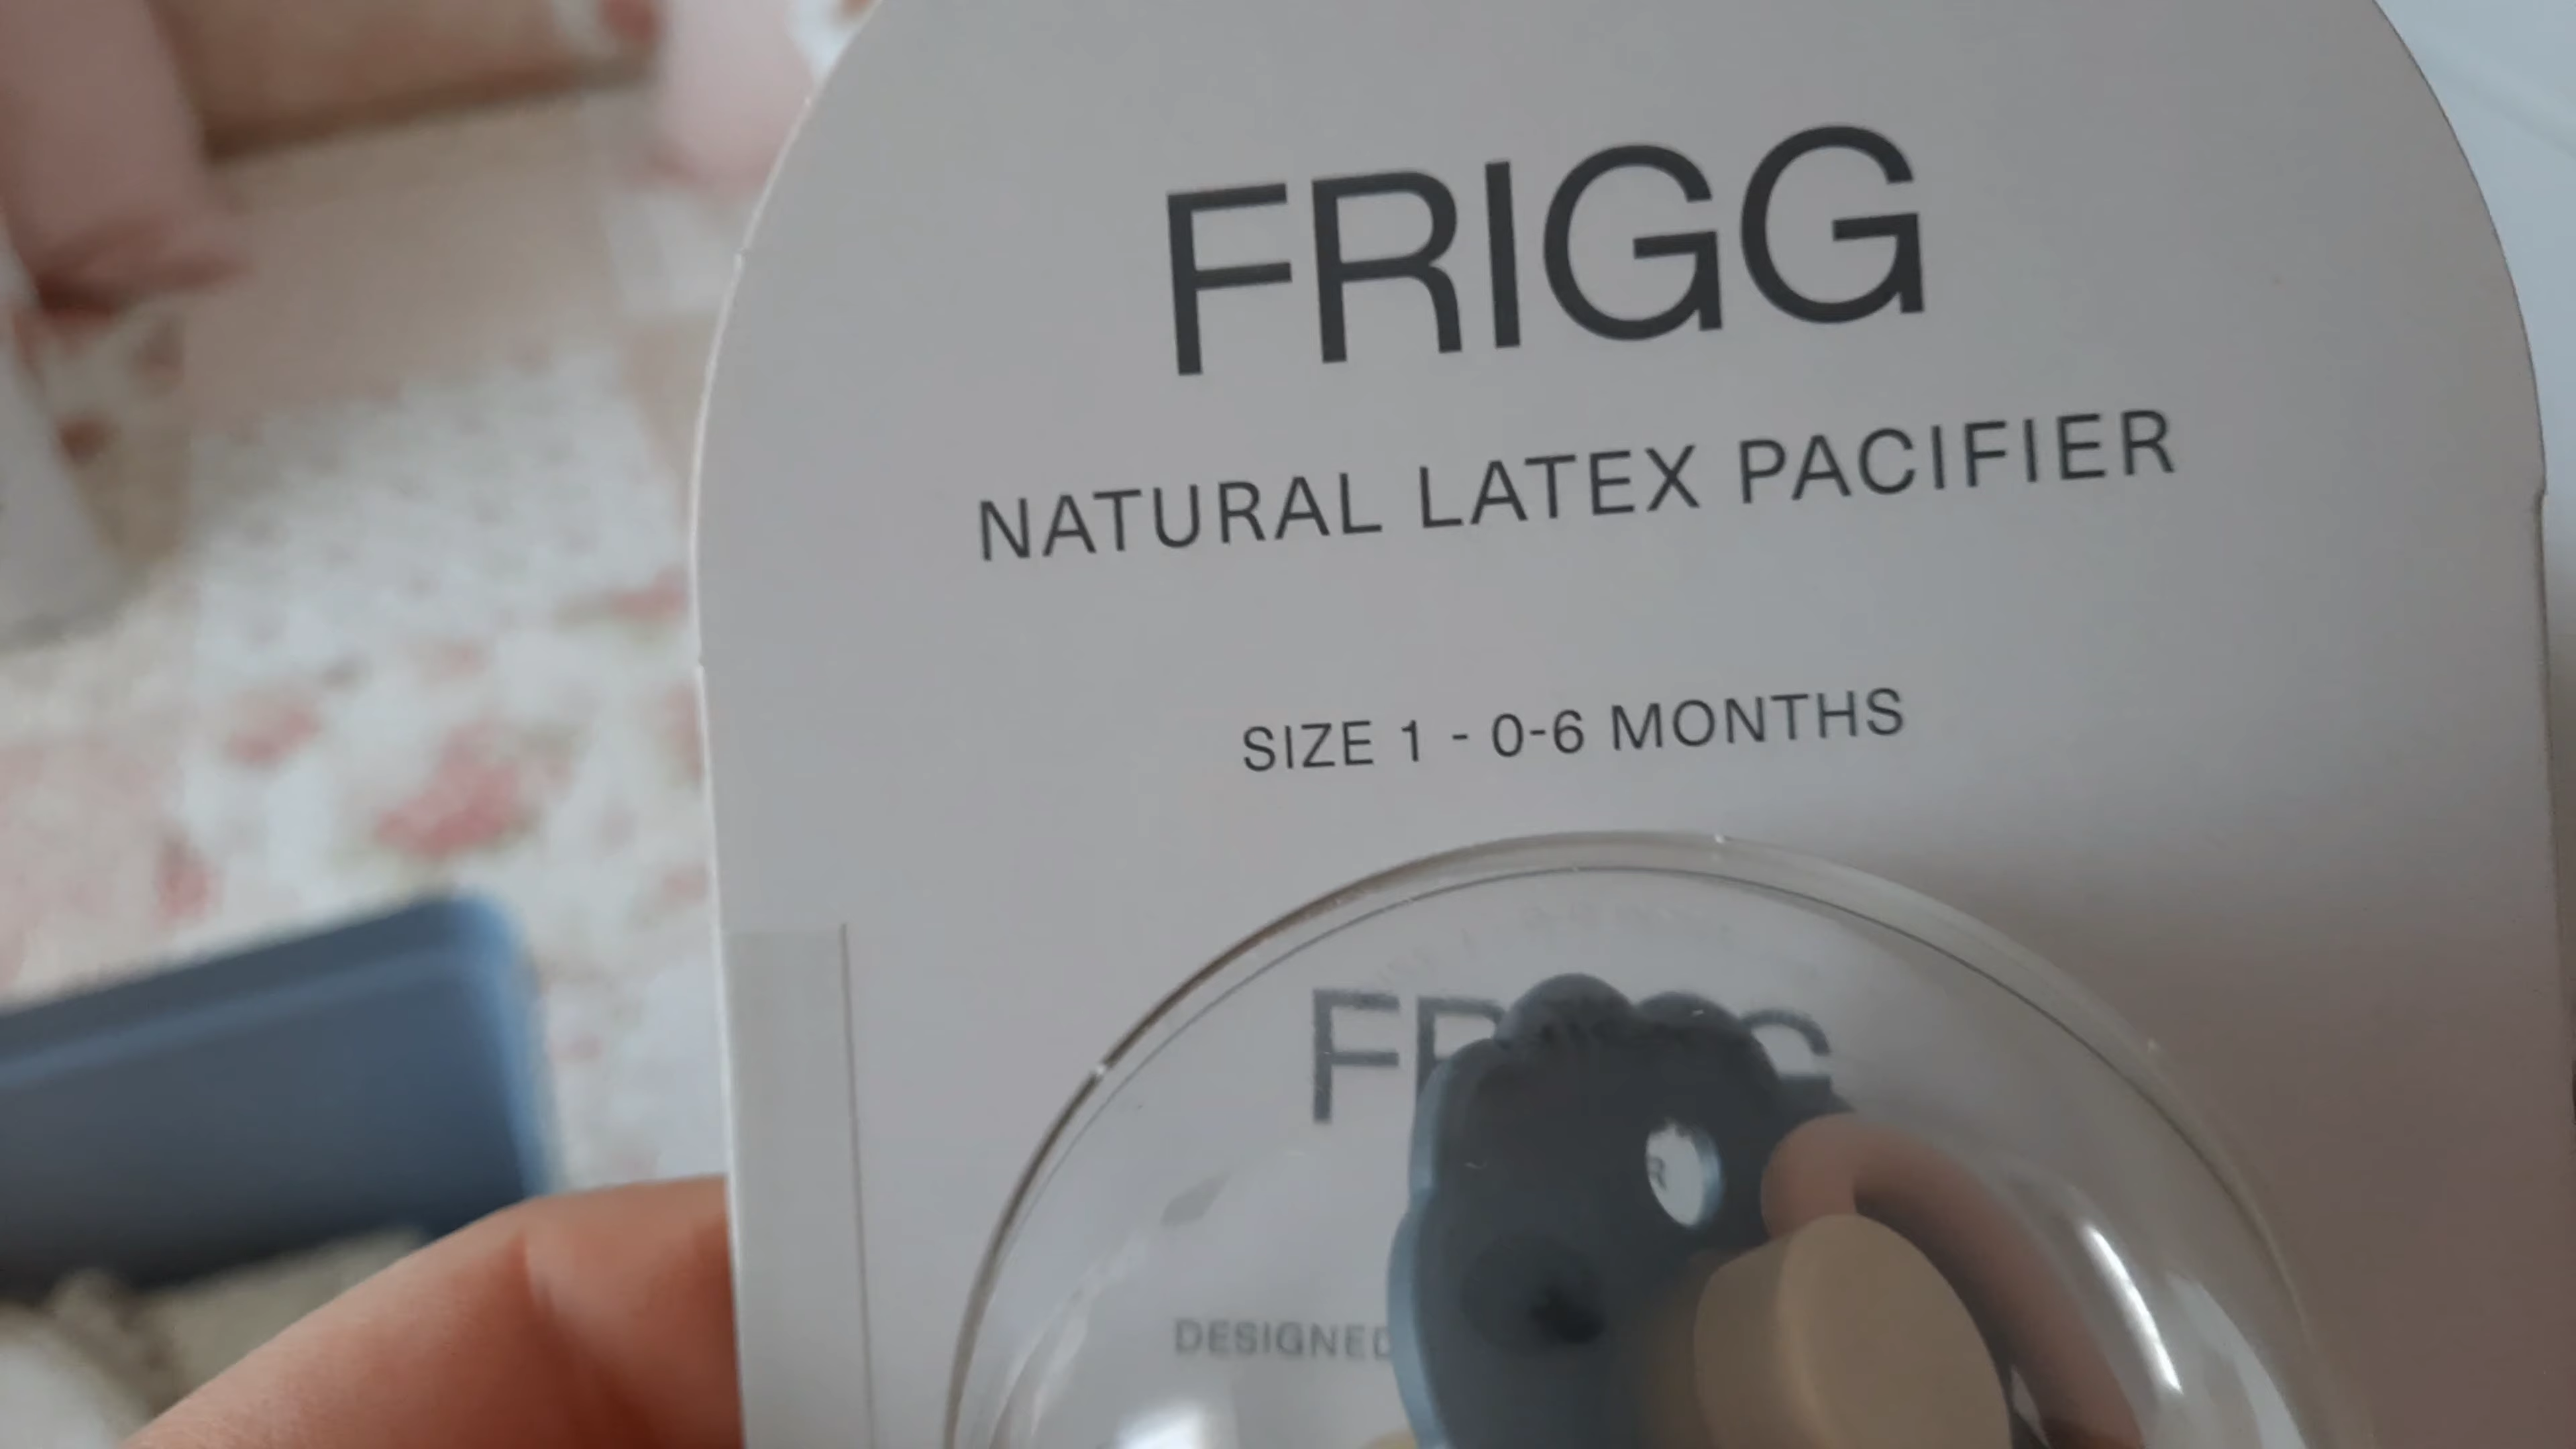 FRIGG
NATURAL LATEX PACIFIER
SIZE 1 - 0-6 MONTHS
DESIGNED